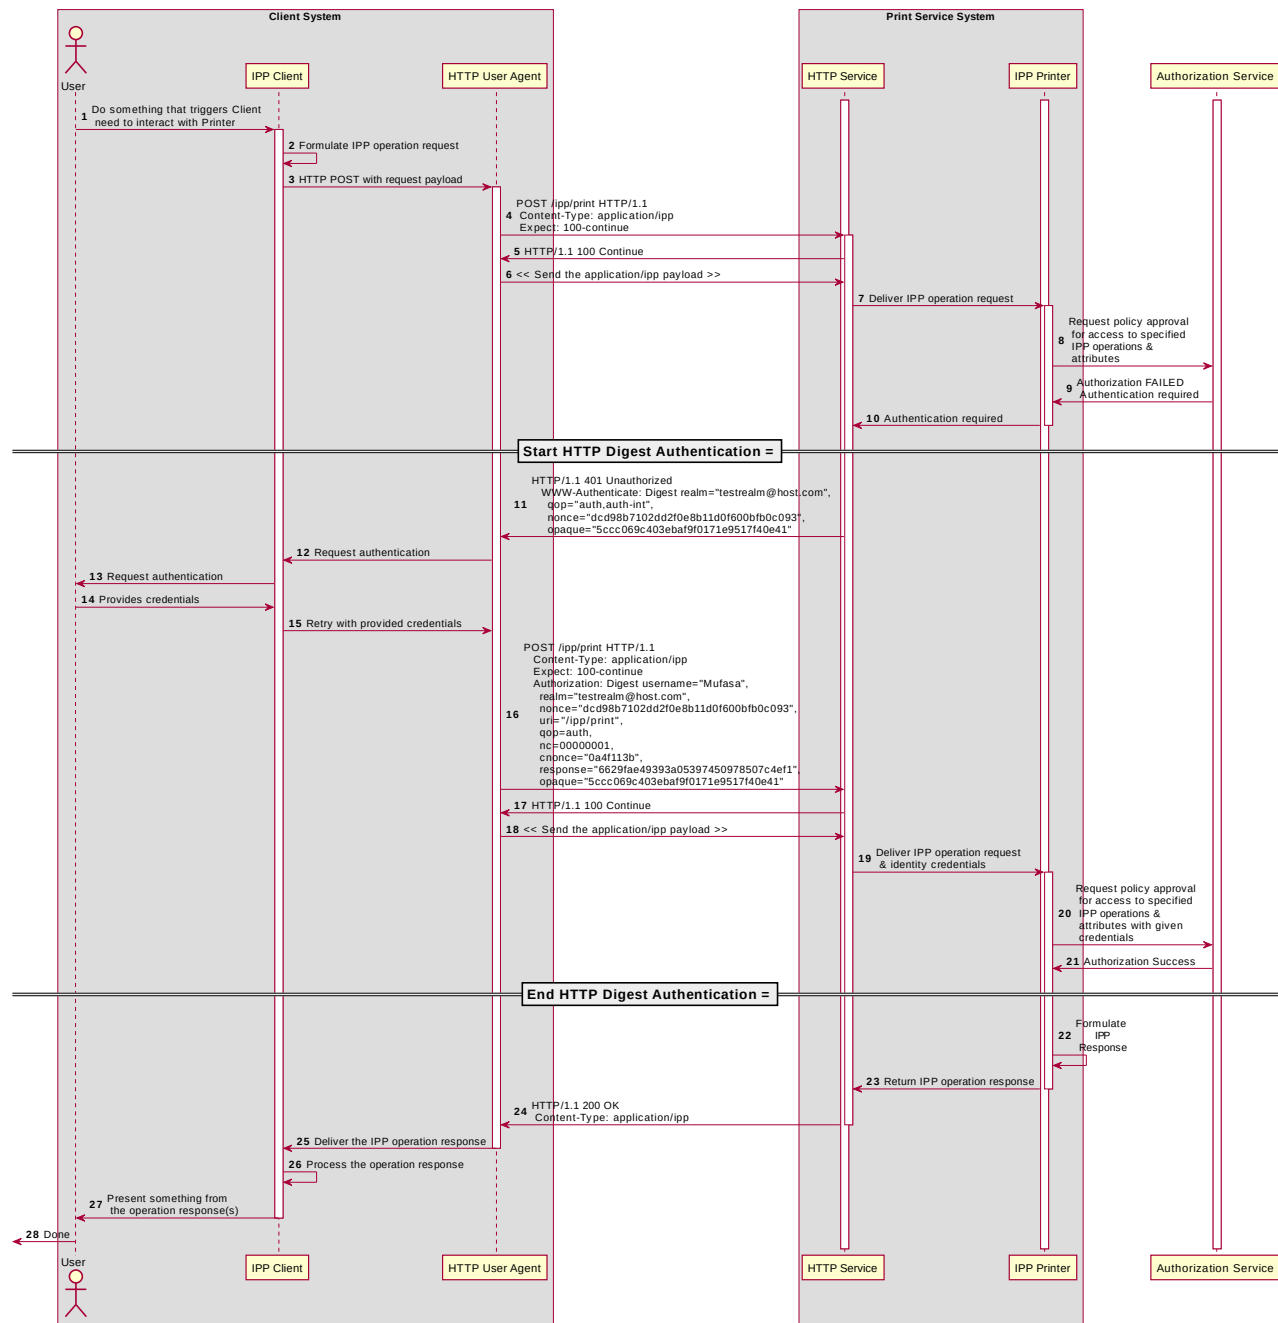 Client System
Print Service System
User
IPP Client
HTTP User Agent
HTTP Service
IPP Printer
Authorization Service
1 Do something that triggers Client
need to interact with Printer
2 Formulate IPP operation request
3 HTTP POST with request payload
4 POST /ipp/print HTTP/1.1
Content-Type: application/ipp
Expect: 100-continue
5 HTTP/1.1 100 Continue
6 << Send the application/ipp payload >>
7 Deliver IPP operation request
8 Request policy approval
for access to specified
IPP operations &
attributes
9 Authorization FAILED
Authentication required
10 Authentication required
Start HTTP Digest Authentication =
11 HTTP/1.1 401 Unauthorized
WWW-Authenticate: Digest realm="testrealm@host.com",
qop="auth,auth-int",
nonce="dcd98b7102dd2f0e8b11d0f600bfb0c093",
opaque="5ccc069c403ebaf9f0171e9517f40e41"
12 Request authentication
13 Request authentication
14 Provides credentials
15 Retry with provided credentials
16 POST /ipp/print HTTP/1.1
Content-Type: application/ipp
Expect: 100-continue
Authorization: Digest username="Mufasa",
realm="testrealm@host.com",
nonce="dcd98b7102dd2f0e8b11d0f600bfb0c093",
uri="/ipp/print",
qop=auth,
nc=00000001,
cnonce="0a4f113b",
response="6629fae49393a05397450978507c4ef1",
opaque="5ccc069c403ebaf9f0171e9517f40e41"
17 HTTP/1.1 100 Continue
18 << Send the application/ipp payload >>
19 Deliver IPP operation request
& identity credentials
20 Request policy approval
for access to specified
IPP operations &
attributes with given
credentials
21 Authorization Success
End HTTP Digest Authentication =
22 Formulate
IPP
Response
23 Return IPP operation response
24 HTTP/1.1 200 OK
Content-Type: application/ipp
25 Deliver the IPP operation response
26 Process the operation response
27 Present something from
the operation response(s)
28 Done
User
IPP Client
HTTP User Agent
HTTP Service
IPP Printer
Authorization Service